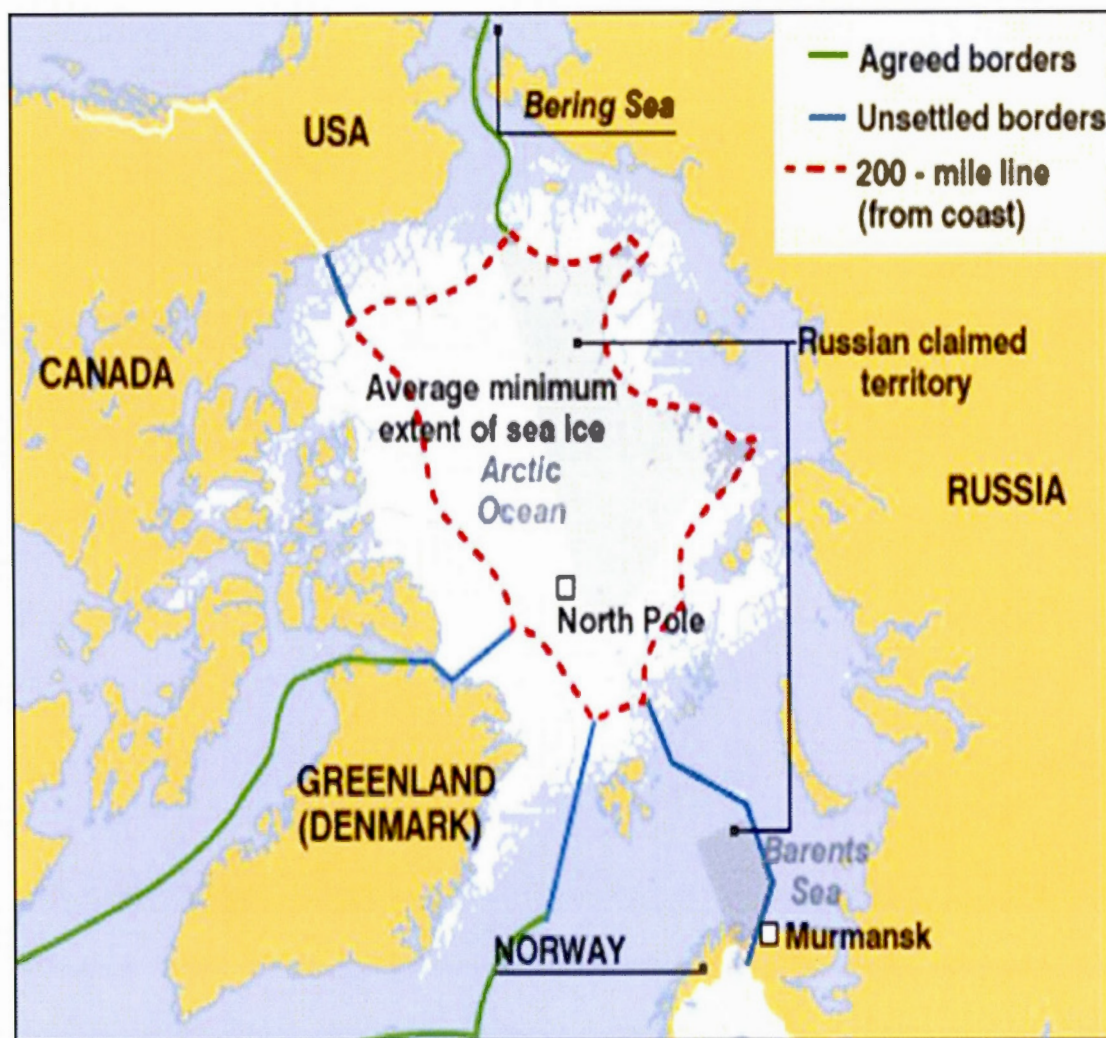 Agreed borders
Unsettled borders
200 - mile line
(from coast)
Bering Sea
USA
CANADA
Russian claimed
territory
Average minimum
extent of sea ice
Arctic
Ocean
RUSSIA
North Pole
GREENLAND
(DENMARK)
Barents
Sea
NORWAY
Murmansk